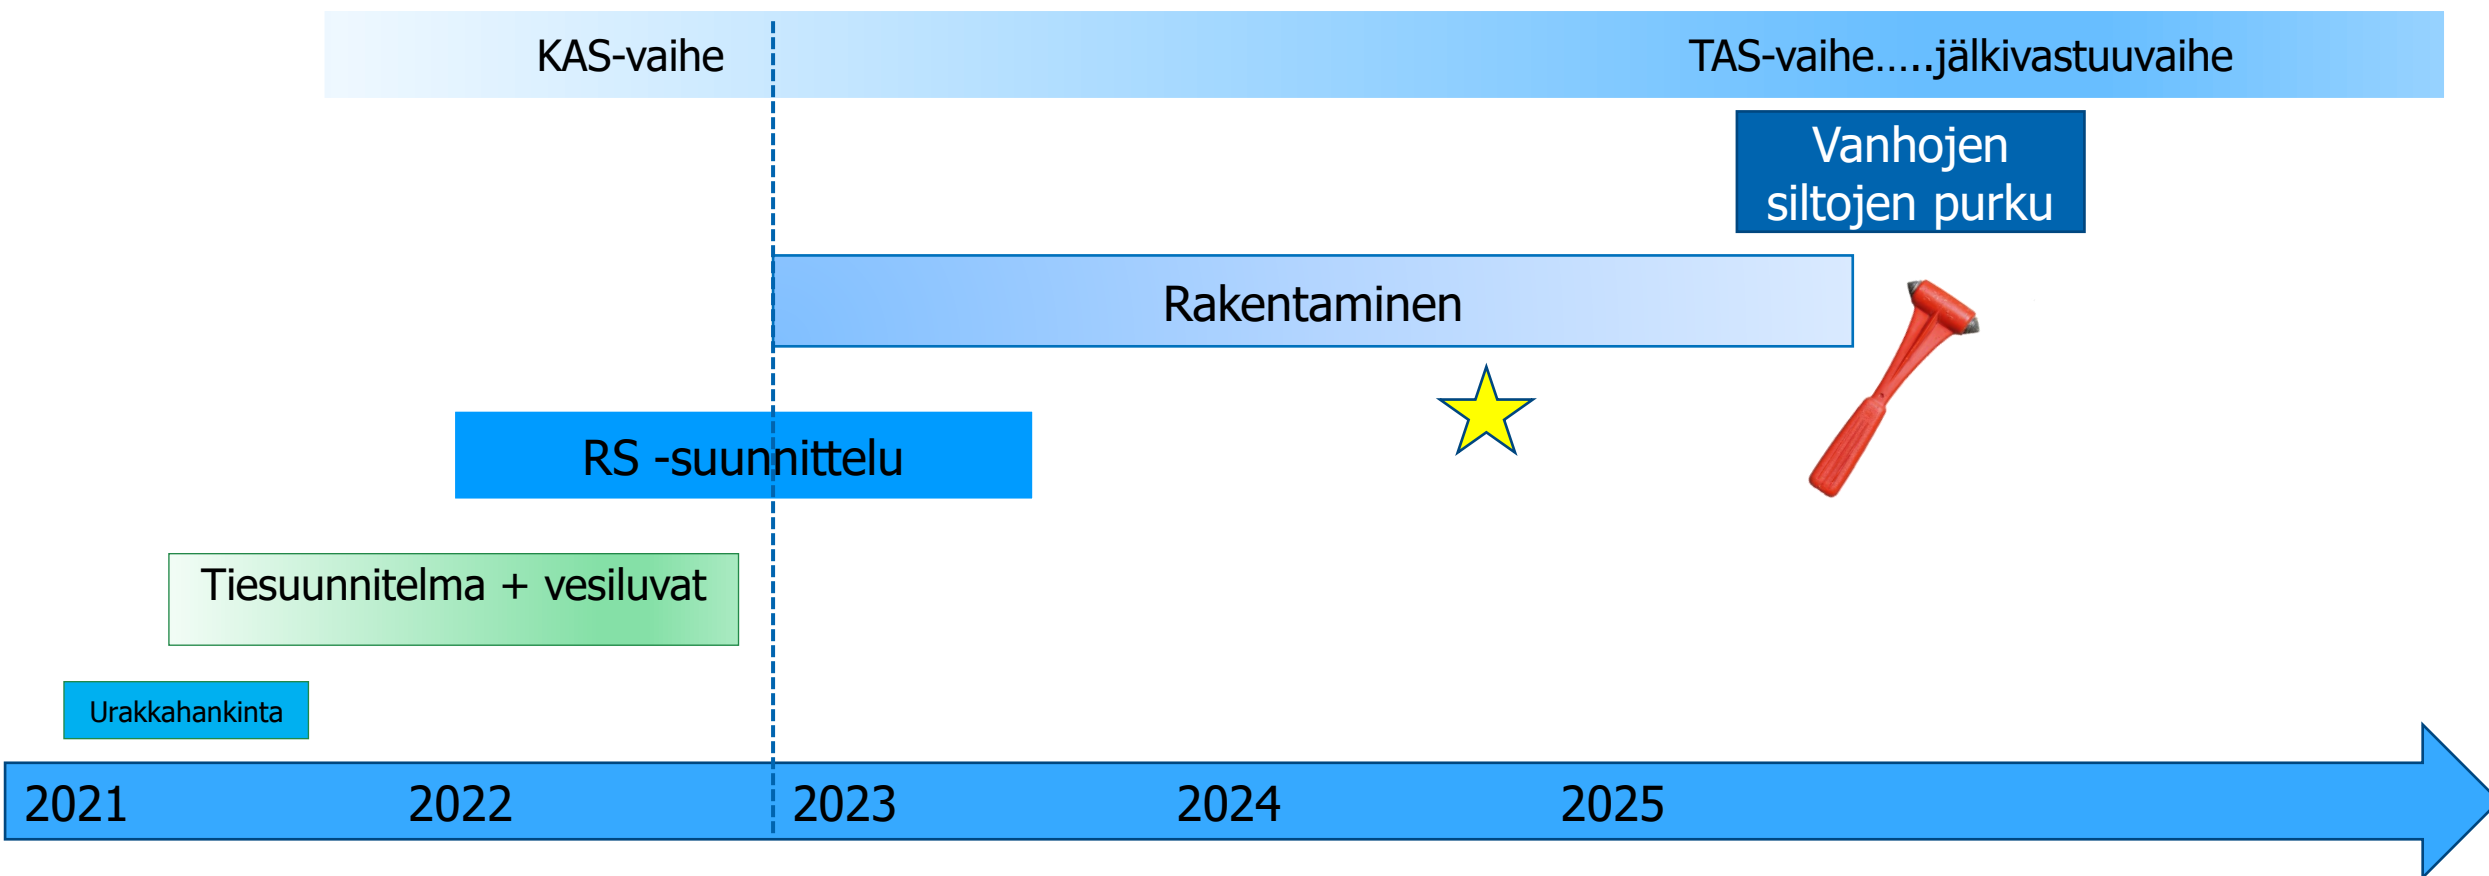 KAS-vaihe
TAS-vaihe…..jälkivastuuvaihe
Vanhojen
siltojen purku
Rakentaminen
RS -suunnittelu
Tiesuunnitelma + vesiluvat
Urakkahankinta
2021 2022 2023 2024 2025